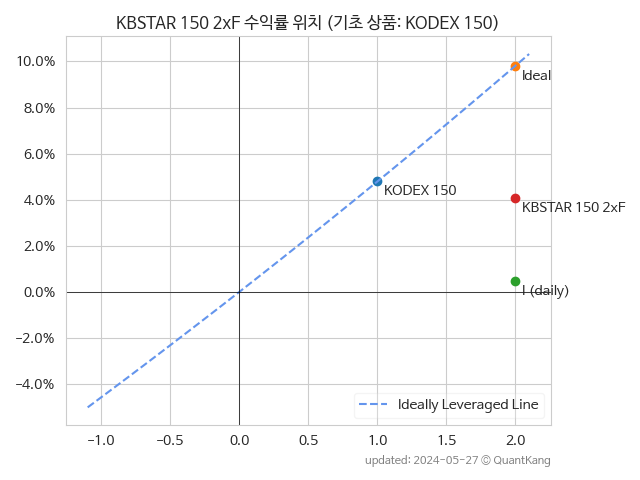 KBSTAR 150 2xF 수익률 위치 (기초 상품: KODEX 150)
10.0%
8.0%
6.0%
4.0%
2.0%
0.0%
−2.0%
−4.0%
Ideal
KODEX 150
KBSTAR 150 2xF
I (daily)
Ideally Leveraged Line
−1.0 −0.5 0.0 0.5 1.0 1.5 2.0
updated: 2024-05-27 © QuantKang